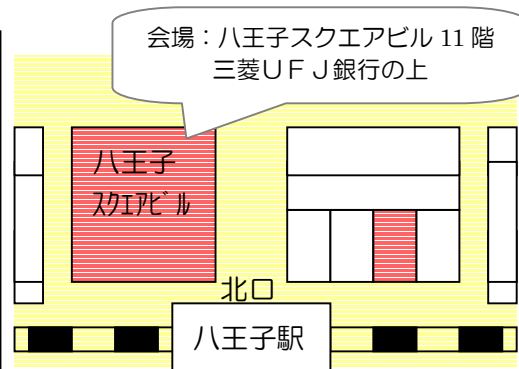 会場：八王子スクエアビル 11 階
三菱ＵＦＪ銀行の上
八王子
ｽｸｴｱﾋﾞﾙ
北口
八王子駅